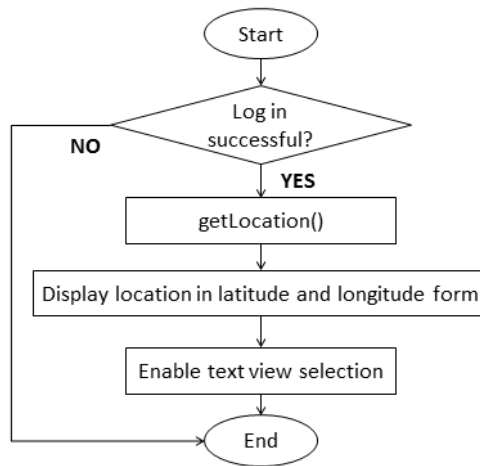 Start
Log in
successful?
NO
YES
getLocation()
Display location in latitude and longitude form
Enable text view selection
End